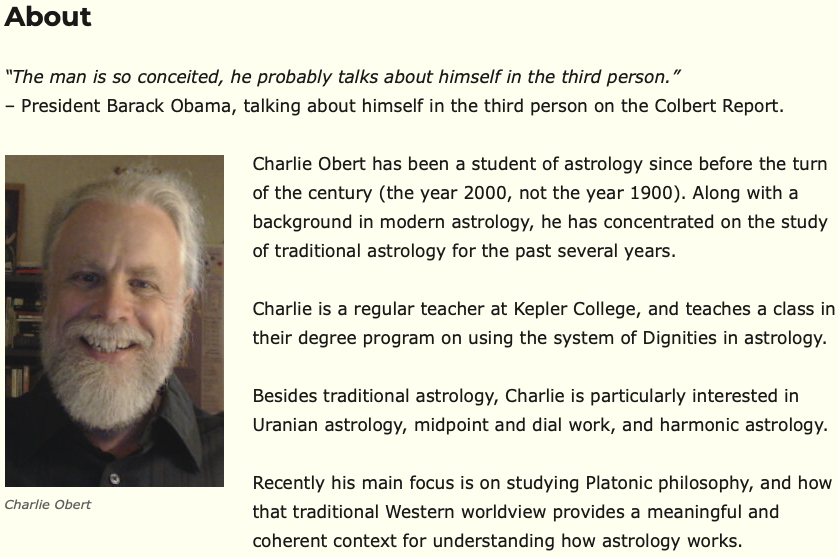 About
“The man is so conceited, he probably talks about himself in the third person.”
– President Barack Obama, talking about himself in the third person on the Colbert Report.
Charlie Obert has been a student of astrology since before the turn
of the century (the year 2000, not the year 1900). Along with a
background in modern astrology, he has concentrated on the study
of traditional astrology for the past several years.
Charlie is a regular teacher at Kepler College, and teaches a class in
their degree program on using the system of Dignities in astrology.
Besides traditional astrology, Charlie is particularly interested in
Uranian astrology, midpoint and dial work, and harmonic astrology.
Recently his main focus is on studying Platonic philosophy, and how
that traditional Western worldview provides a meaningful and
coherent context for understanding how astrology works.
Charlie Obert